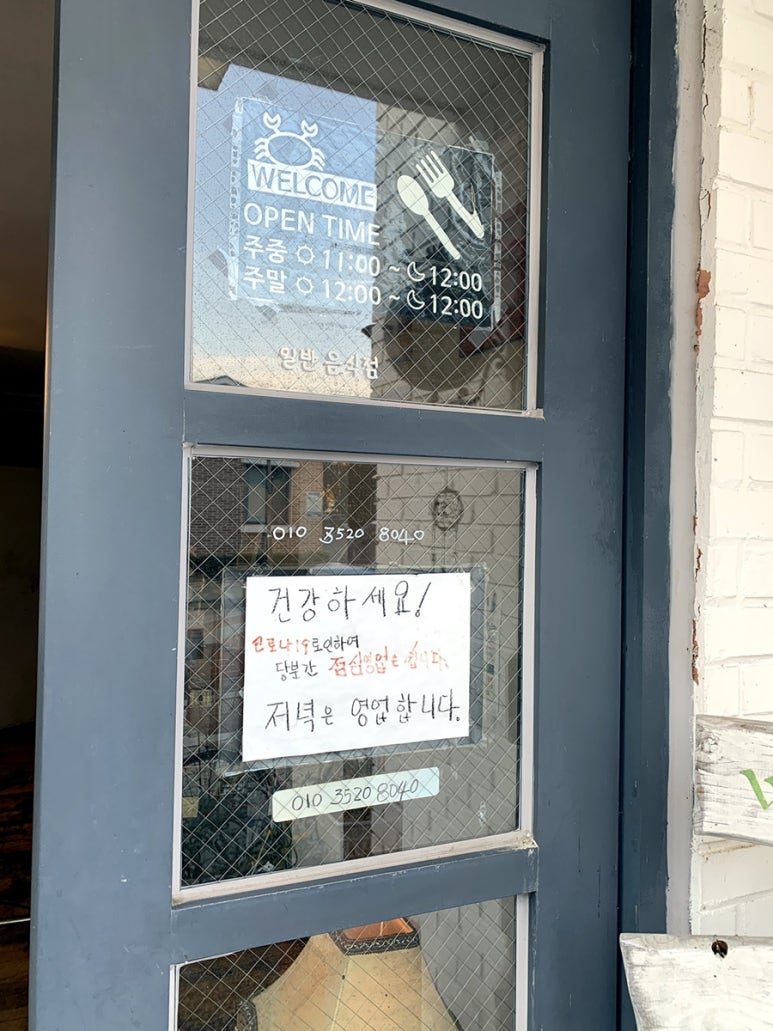 WELCOME
OPEN TIME
주중 11:00 ~ 12:00
주말 12:00 ~ 12:00
일반 음식점
010 3520 8040
건강하세요!
코로나19로인하여
당분간 점심영업은 쉽니다.
저녁은 영업합니다.
010 3520 8040